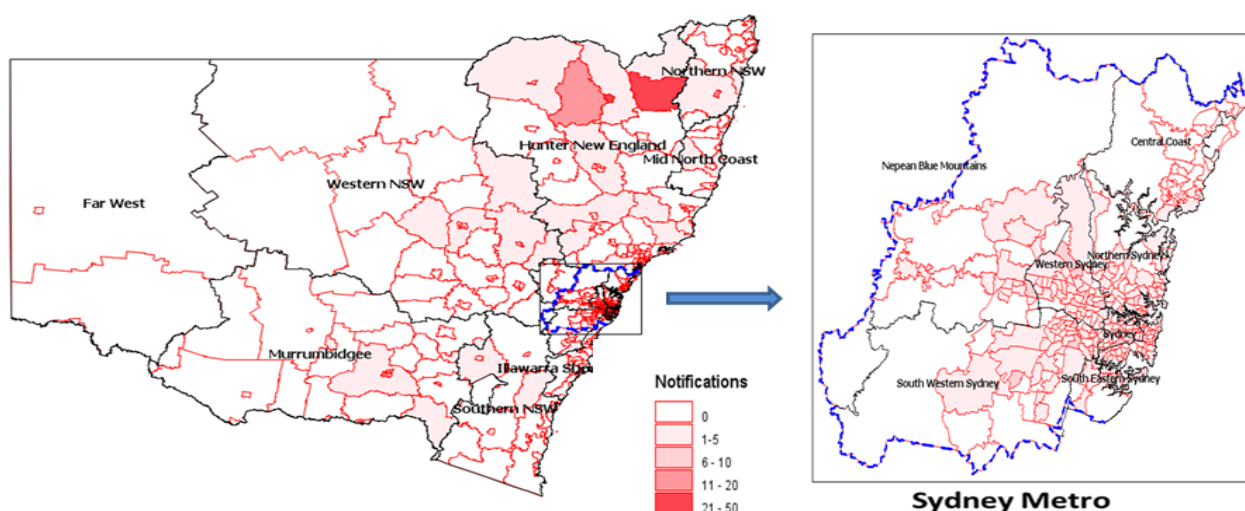 Northern NSW
Hunter New England
Mid North Coast
Western NSW
Far West
Murrumbidgee
Illawarra Shoi
Southern NSW
Notifications
0
1-5
6 - 10
11 - 20
21 - 50
Central Coast
Nepean Blue Mountains
Northern Sydney
Western Sydney
Sydney
South Western Sydney
South Eastern Sydney
Sydney Metro